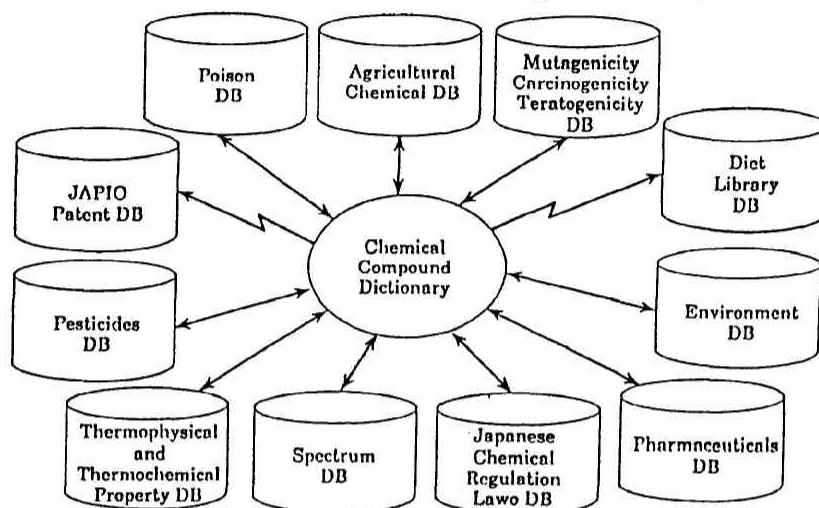 Poison
DB
Agricultural
Chemical DB
Mutagenicity
Carcinogenicity
Teratogenicity
DB
JAPIO
Patent DB
Diet
Library
DB
Chemical
Compound
Dictionary
Pesticides
DB
Environment
DB
Thermophysical
and
Thermochemical
Property DB
Spectrum
DB
Japanese
Chemical
Regulation
Lawo DB
Pharmaceuticals
DB